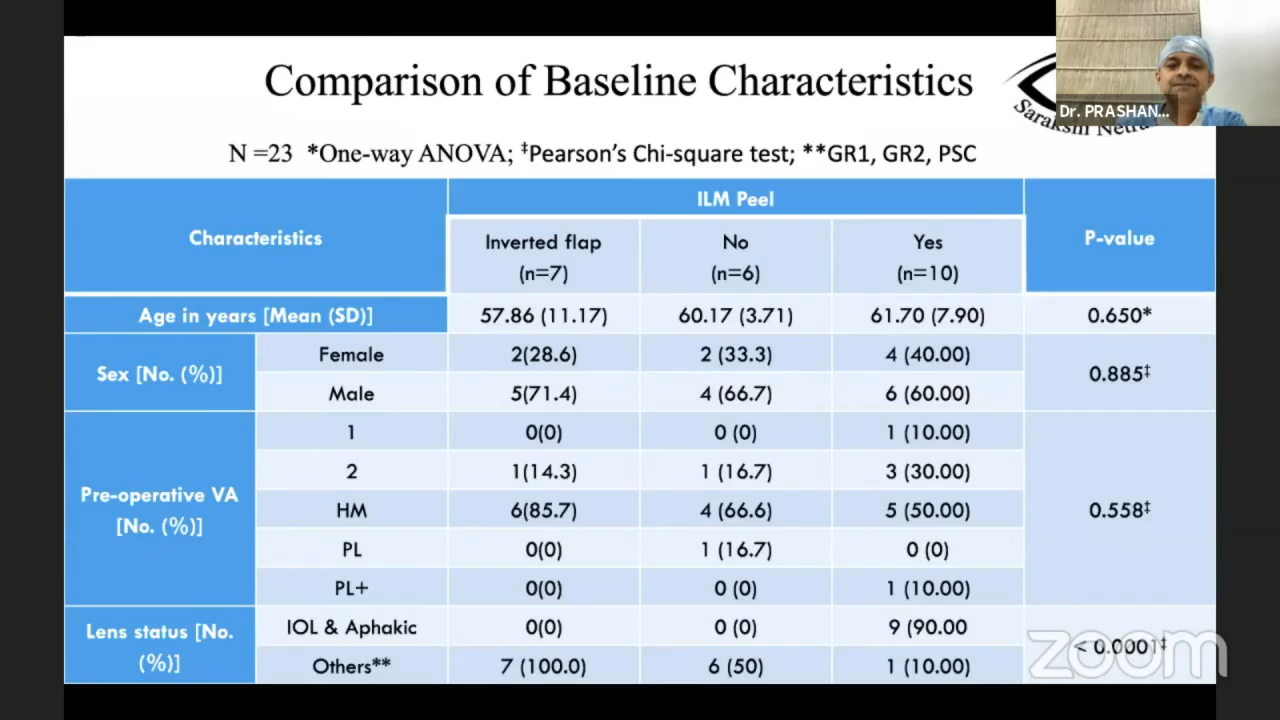 Comparison of Baseline Characteristics
Sarakshi Netra
Dr. PRASHAN...
N =23 *One-way ANOVA; ‡Pearson's Chi-square test; **GR1, GR2, PSC
Characteristics
ILM Peel
P-value
Inverted flap (n=7)
No (n=6)
Yes (n=10)
Age in years [Mean (SD)] 57.86 (11.17) 60.17 (3.71) 61.70 (7.90) 0.650*
Sex [No. (%)]
Female 2(28.6) 2 (33.3) 4 (40.00)
0.885‡
Male 5(71.4) 4 (66.7) 6 (60.00)
Pre-operative VA
[No. (%)]
1 0(0) 0 (0) 1 (10.00)
2 1(14.3) 1 (16.7) 3 (30.00)
HM 6(85.7) 4 (66.6) 5 (50.00)
0.558‡
PL 0(0) 1 (16.7) 0 (0)
PL+ 0(0) 0 (0) 1 (10.00)
Lens status [No.
(%)]
IOL & Aphakic 0(0) 0 (0) 9 (90.00
< 0.0001‡
Others** 7 (100.0) 6 (50) 1 (10.00)
zoom